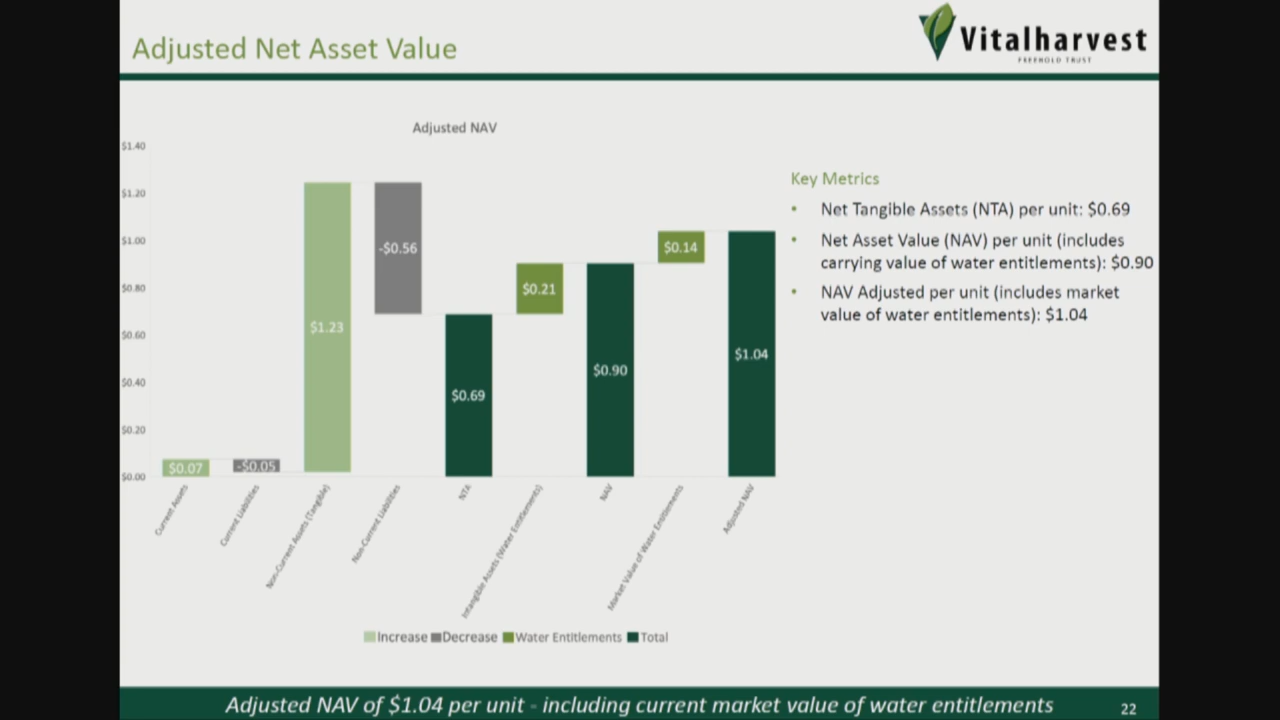 Adjusted Net Asset Value
Vitalharvest
FREEHOLD TRUST
Adjusted NAV
$1.40
$1.20
$1.00
$0.80
$0.60
$0.40
$0.20
$0.00
$0.07
-$0.05
$1.23
-$0.56
$0.69
$0.21
$0.90
$0.14
$1.04
Current Assets
Current Liabilities
Non-Current Assets (Tangible)
Non-Current Liabilities
NTA
Intangible Assets (Water Entitlements)
NAV
Market Value of Water Entitlements
Adjusted NAV
Increase Decrease Water Entitlements Total
Key Metrics
• Net Tangible Assets (NTA) per unit: $0.69
• Net Asset Value (NAV) per unit (includes
carrying value of water entitlements): $0.90
• NAV Adjusted per unit (includes market
value of water entitlements): $1.04
Adjusted NAV of $1.04 per unit - including current market value of water entitlements
22